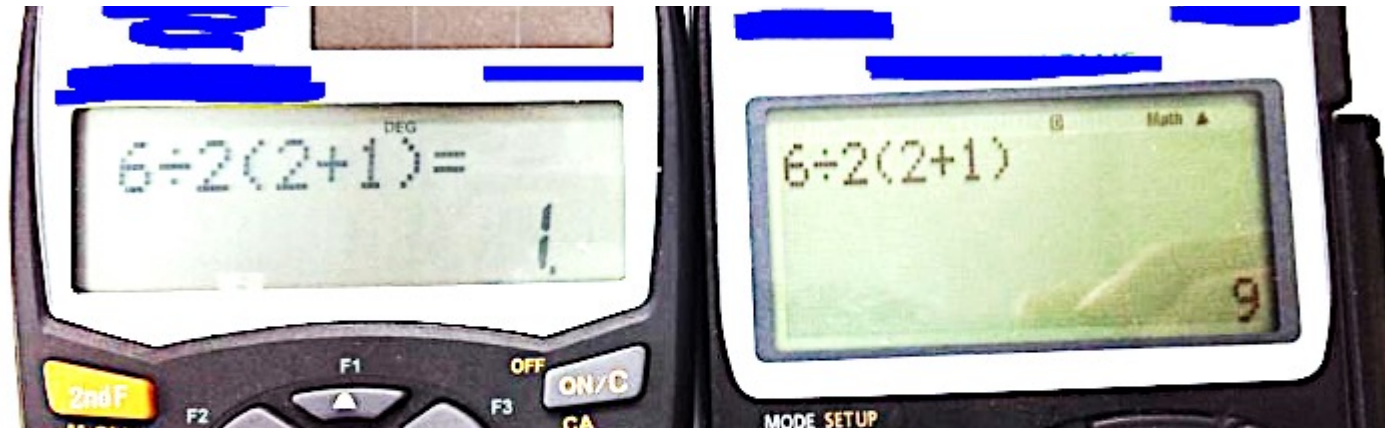 DEG
6÷2(2+1)=
1.
2ndF
F1
F2
F3
OFF
ON/C
CA
Math ▲
6÷2(2+1)
9
MODE SETUP